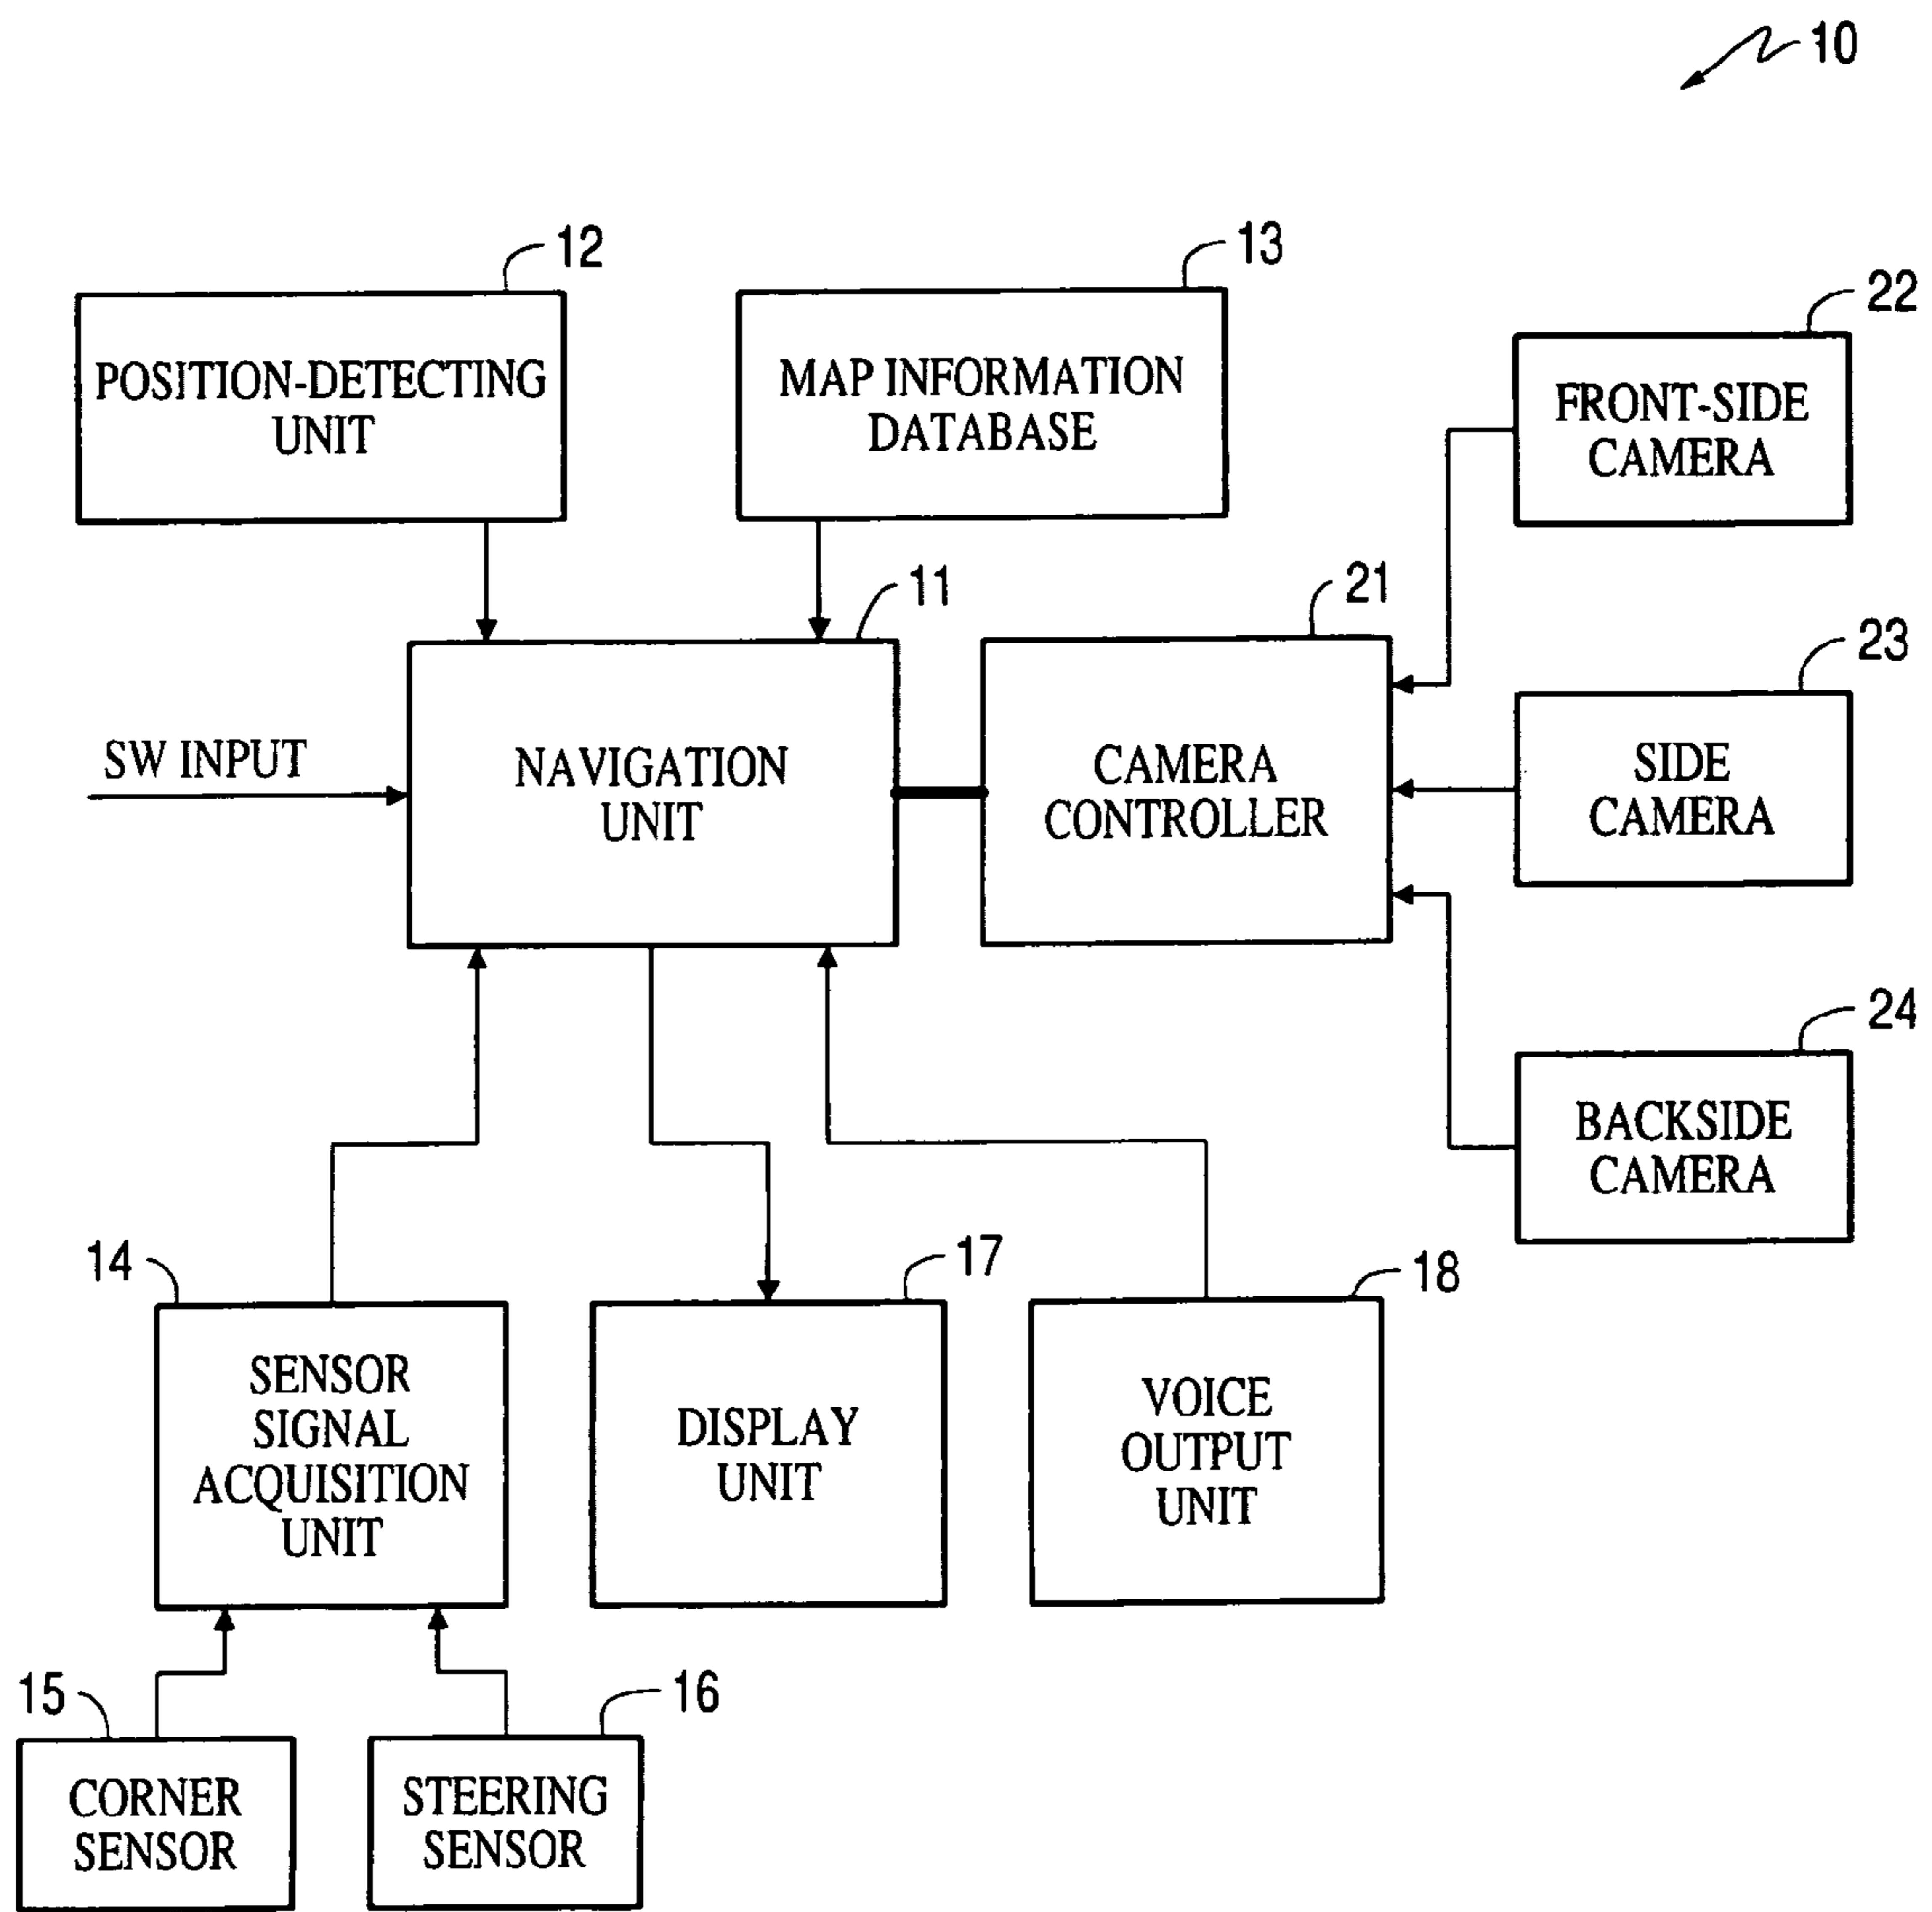 10
12
POSITION-DETECTING
UNIT
13
MAP INFORMATION
DATABASE
22
FRONT-SIDE
CAMERA
11
NAVIGATION
UNIT
SW INPUT
21
CAMERA
CONTROLLER
23
SIDE
CAMERA
24
BACKSIDE
CAMERA
14
SENSOR
SIGNAL
ACQUISITION
UNIT
17
DISPLAY
UNIT
18
VOICE
OUTPUT
UNIT
15
CORNER
SENSOR
16
STEERING
SENSOR